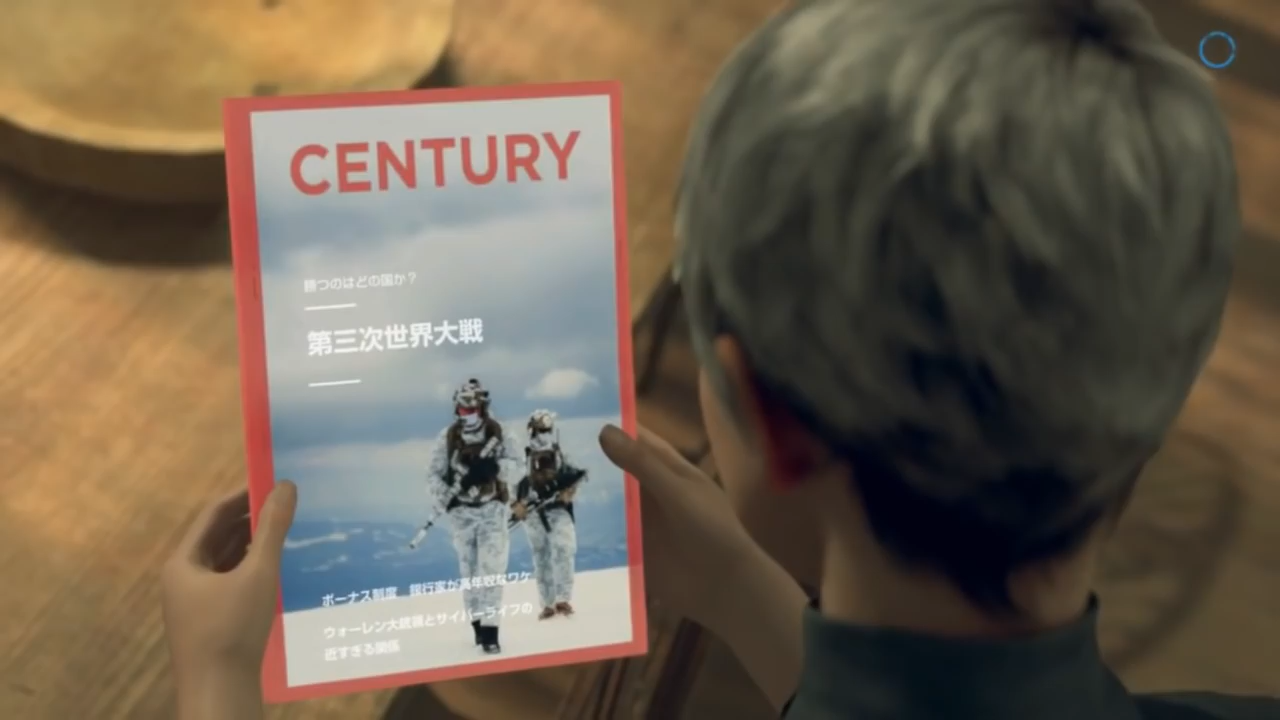 CENTURY
勝つのはどの国か？
第三次世界大戦
ボーナス制度　銀行家が高年収なワケ
ウォーレン大統領とサイバーライフの
近すぎる関係